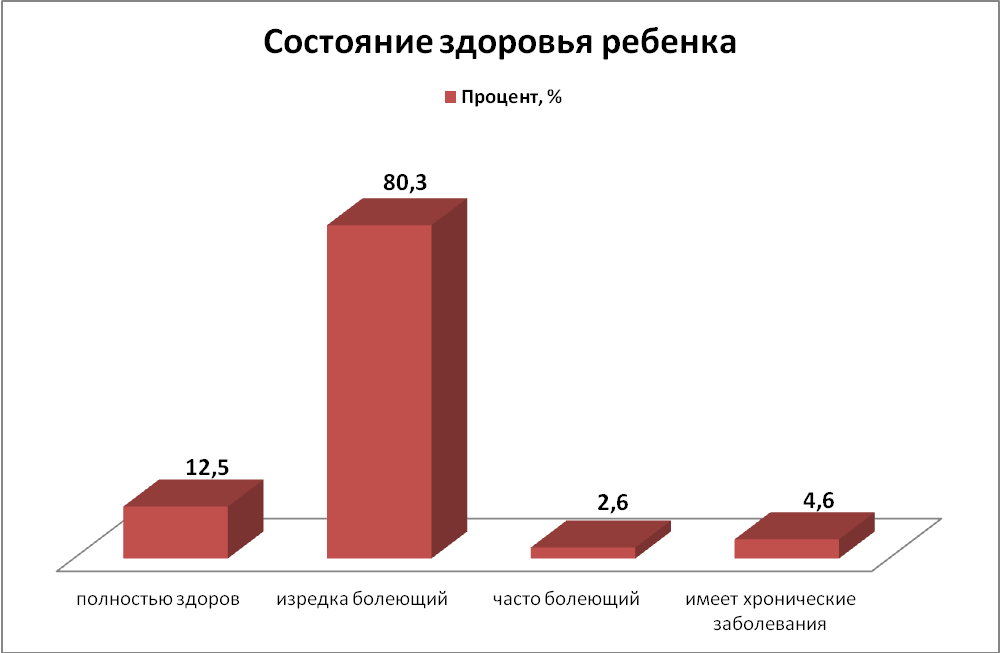 Состояние здоровья ребенка
Процент, %
80,3
12,5
2,6
4,6
полностью здоров
изредка болеющий
часто болеющий
имеет хронические
заболевания